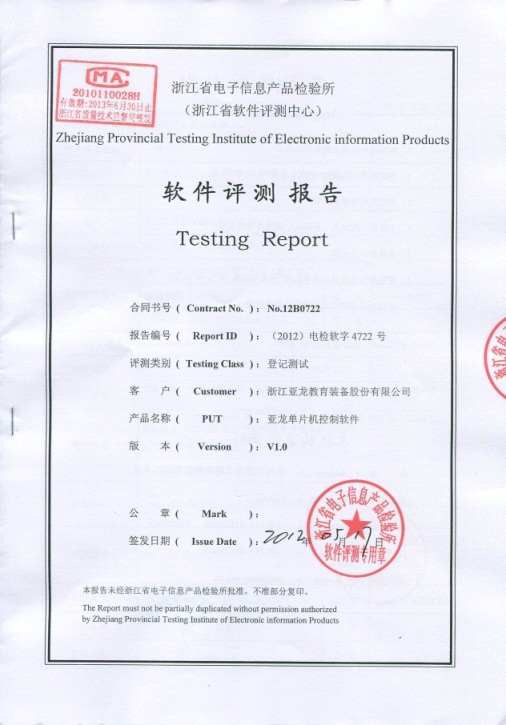 CMA
2010110028H
有效期:2013年6月30日止
浙江省电子信息产品检验所
（浙江省软件评测中心）
Zhejiang Provincial Testing Institute of Electronic information Products
软件评测 报告
Testing Report
合同书号 ( Contract No. ): No.12B0722
报告编号 ( Report ID ): （2012）电检软字 4722 号
评测类别 ( Testing Class ): 登记测试
客 户 ( Customer ): 浙江亚龙教育装备股份有限公司
产品名称 ( PUT ): 亚龙单片机控制软件
版 本 ( Version ): V1.0
公 章 ( Mark ):
签发日期 ( Issue Date ): 2012年 05月 17日
浙江省电子信息产品检验所
软件评测专用章
本报告未经浙江省电子信息产品检验所批准，不准部分复印。
The Report must not be partially duplicated without permission authorized
by Zhejiang Provincial Testing Institute of Electronic information Products